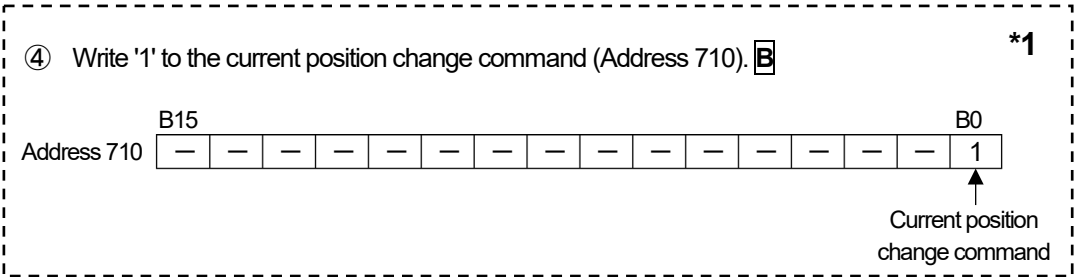 *1
④ Write '1' to the current position change command (Address 710). B
B15 B0
Address 710 — — — — — — — — — — — — — — — 1
Current position
change command